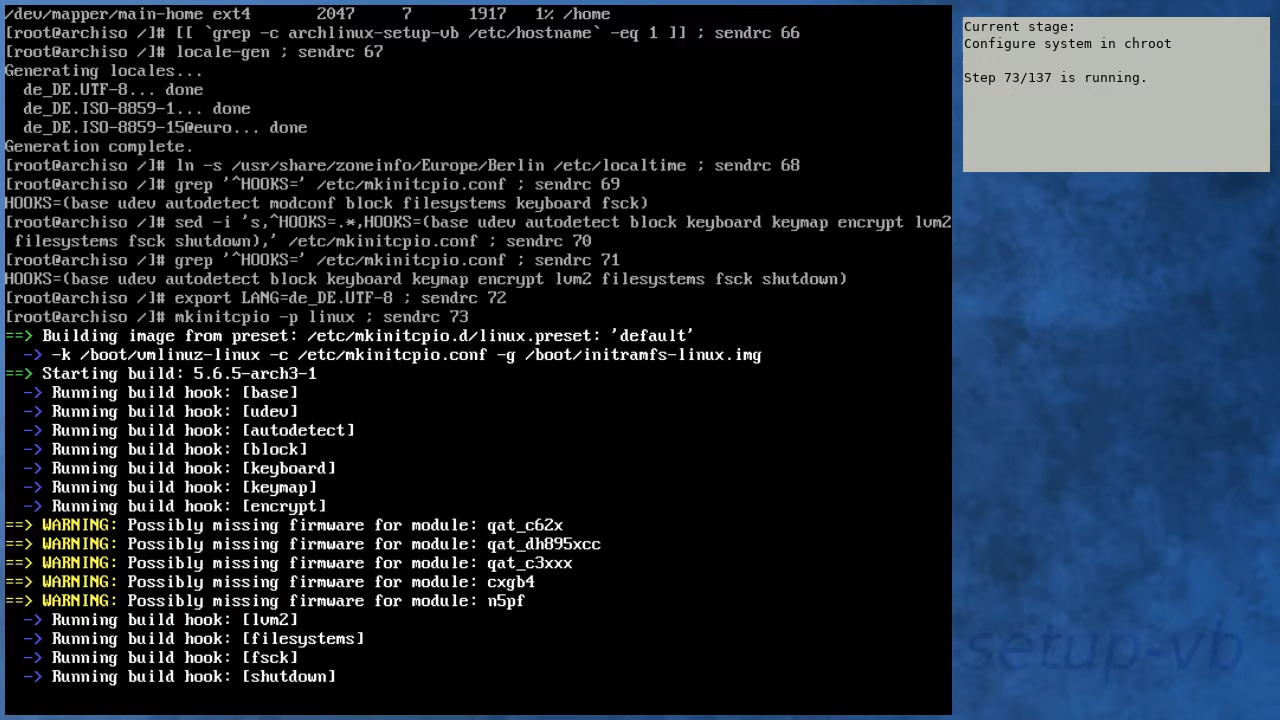 /dev/mapper/main-home ext4       2047     7      1917   1% /home
[root@archiso /]# [[ `grep -c archlinux-setup-vb /etc/hostname` -eq 1 ]] ; sendrc 66
[root@archiso /]# locale-gen ; sendrc 67
Generating locales...
  de_DE.UTF-8... done
  de_DE.ISO-8859-1... done
  de_DE.ISO-8859-15@euro... done
Generation complete.
[root@archiso /]# ln -s /usr/share/zoneinfo/Europe/Berlin /etc/localtime ; sendrc 68
[root@archiso /]# grep '^HOOKS=' /etc/mkinitcpio.conf ; sendrc 69
HOOKS=(base udev autodetect modconf block filesystems keyboard fsck)
[root@archiso /]# sed -i 's,^HOOKS=.*,HOOKS=(base udev autodetect block keyboard keymap encrypt lvm2
 filesystems fsck shutdown),' /etc/mkinitcpio.conf ; sendrc 70
[root@archiso /]# grep '^HOOKS=' /etc/mkinitcpio.conf ; sendrc 71
HOOKS=(base udev autodetect block keyboard keymap encrypt lvm2 filesystems fsck shutdown)
[root@archiso /]# export LANG=de_DE.UTF-8 ; sendrc 72
[root@archiso /]# mkinitcpio -p linux ; sendrc 73
==> Building image from preset: /etc/mkinitcpio.d/linux.preset: 'default'
  -> -k /boot/vmlinuz-linux -c /etc/mkinitcpio.conf -g /boot/initramfs-linux.img
==> Starting build: 5.6.5-arch3-1
  -> Running build hook: [base]
  -> Running build hook: [udev]
  -> Running build hook: [autodetect]
  -> Running build hook: [block]
  -> Running build hook: [keyboard]
  -> Running build hook: [keymap]
  -> Running build hook: [encrypt]
==> WARNING: Possibly missing firmware for module: qat_c62x
==> WARNING: Possibly missing firmware for module: qat_dh895xcc
==> WARNING: Possibly missing firmware for module: qat_c3xxx
==> WARNING: Possibly missing firmware for module: cxgb4
==> WARNING: Possibly missing firmware for module: n5pf
  -> Running build hook: [lvm2]
  -> Running build hook: [filesystems]
  -> Running build hook: [fsck]
  -> Running build hook: [shutdown]
Current stage:
Configure system in chroot
Step 73/137 is running.
setup-vb